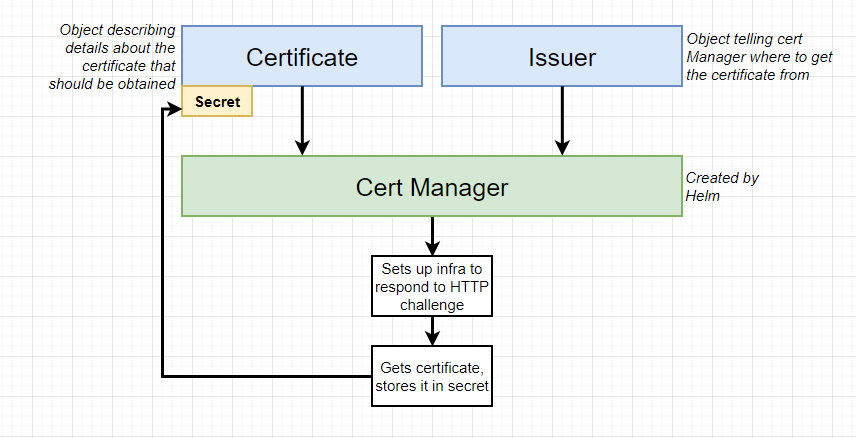 Object describing
details about the
certificate that
should be obtained
Certificate
Issuer
Object telling cert
Manager where to get
the certificate from
Secret
Cert Manager
Created by
Helm
Sets up infra to
respond to HTTP
challenge
Gets certificate,
stores it in secret